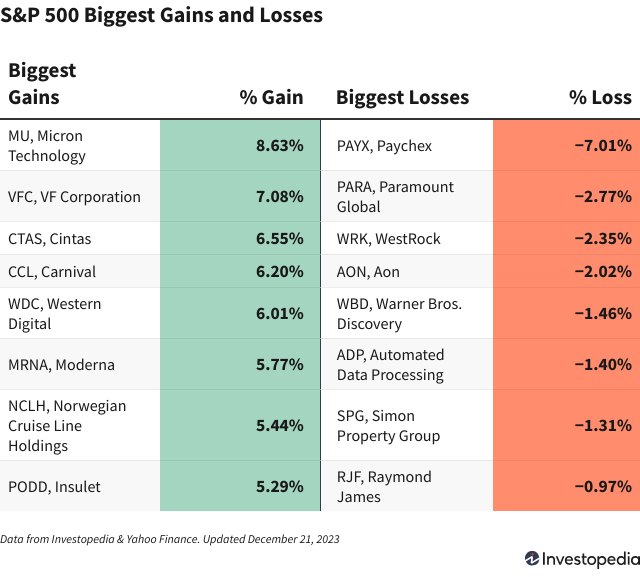 S&P 500 Biggest Gains and Losses
Biggest
Gains
% Gain
Biggest Losses
% Loss
MU, Micron
Technology
8.63%
PAYX, Paychex
−7.01%
VFC, VF Corporation
7.08%
PARA, Paramount
Global
−2.77%
CTAS, Cintas
6.55%
WRK, WestRock
−2.35%
CCL, Carnival
6.20%
AON, Aon
−2.02%
WDC, Western
Digital
6.01%
WBD, Warner Bros.
Discovery
−1.46%
MRNA, Moderna
5.77%
ADP, Automated
Data Processing
−1.40%
NCLH, Norwegian
Cruise Line
Holdings
5.44%
SPG, Simon
Property Group
−1.31%
PODD, Insulet
5.29%
RJF, Raymond
James
−0.97%
Data from Investopedia & Yahoo Finance. Updated December 21, 2023
Investopedia